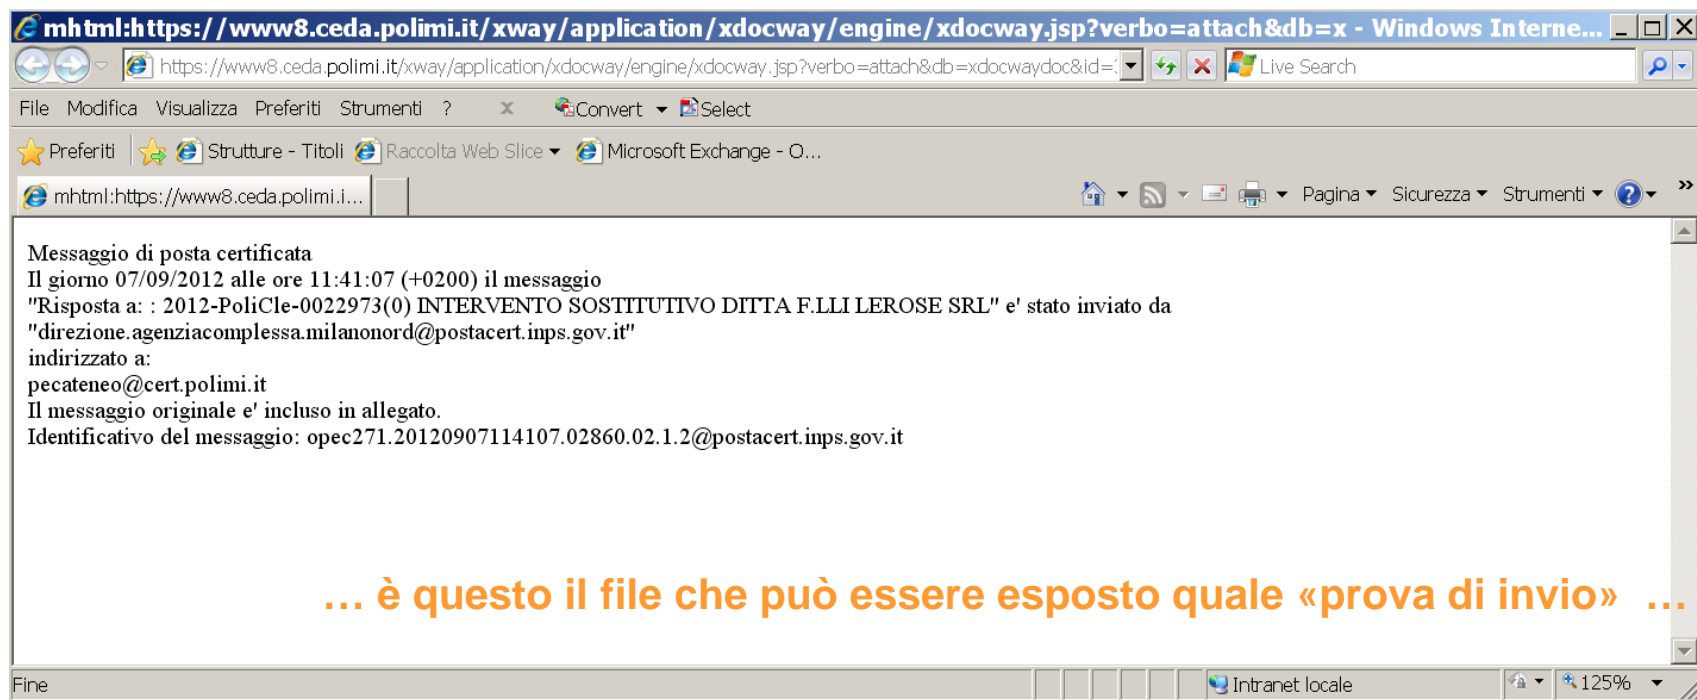 mhtml:https://www8.ceda.polimi.it/xway/application/xdocway/engine/xdocway.jsp?verbo=attach&db=x - Windows Interne...
https://www8.ceda.polimi.it/xway/application/xdocway/engine/xdocway.jsp?verbo=attach&db=xdocwaydoc&id=
Live Search
File Modifica Visualizza Preferiti Strumenti ? x Convert Select
Preferiti Strutture - Titoli Raccolta Web Slice Microsoft Exchange - O...
mhtml:https://www8.ceda.polimi.i... Pagina Sicurezza Strumenti »
Messaggio di posta certificata
Il giorno 07/09/2012 alle ore 11:41:07 (+0200) il messaggio
"Risposta a: : 2012-PoliCle-0022973(0) INTERVENTO SOSTITUTIVO DITTA F.LLI LEROSE SRL" e' stato inviato da
"direzione.agenziacomplessa.milanonord@postacert.inps.gov.it"
indirizzato a:
pecateneo@cert.polimi.it
Il messaggio originale e' incluso in allegato.
Identificativo del messaggio: opec271.20120907114107.02860.02.1.2@postacert.inps.gov.it
… è questo il file che può essere esposto quale «prova di invio» …
Fine Intranet locale 125%